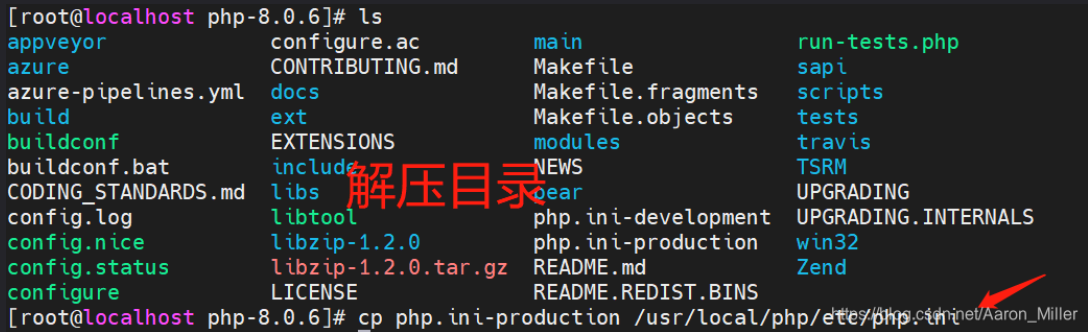 [root@localhost php-8.0.6]# ls
appveyor configure.ac main run-tests.php
azure CONTRIBUTING.md Makefile sapi
azure-pipelines.yml docs Makefile.fragments scripts
build ext Makefile.objects tests
buildconf EXTENSIONS modules travis
buildconf.bat include NEWS TSRM
CODING_STANDARDS.md libs pear UPGRADING
解压目录
config.log libtool php.ini-development UPGRADING.INTERNALS
config.nice libzip-1.2.0 php.ini-production win32
config.status libzip-1.2.0.tar.gz README.md Zend
configure LICENSE README.REDIST.BINS
[root@localhost php-8.0.6]# cp php.ini-production /usr/local/php/etc/php.ini
https://blog.csdn.net/Aaron_Miller